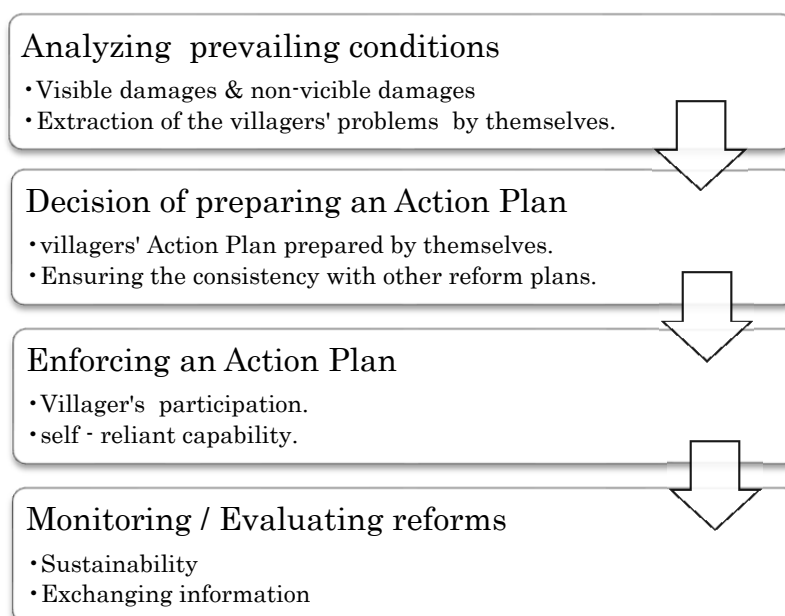 Analyzing prevailing conditions
・Visible damages & non-vicible damages
・Extraction of the villagers' problems by themselves.
Decision of preparing an Action Plan
・villagers' Action Plan prepared by themselves.
・Ensuring the consistency with other reform plans.
Enforcing an Action Plan
・Villager's participation.
・self - reliant capability.
Monitoring / Evaluating reforms
・Sustainability
・Exchanging information